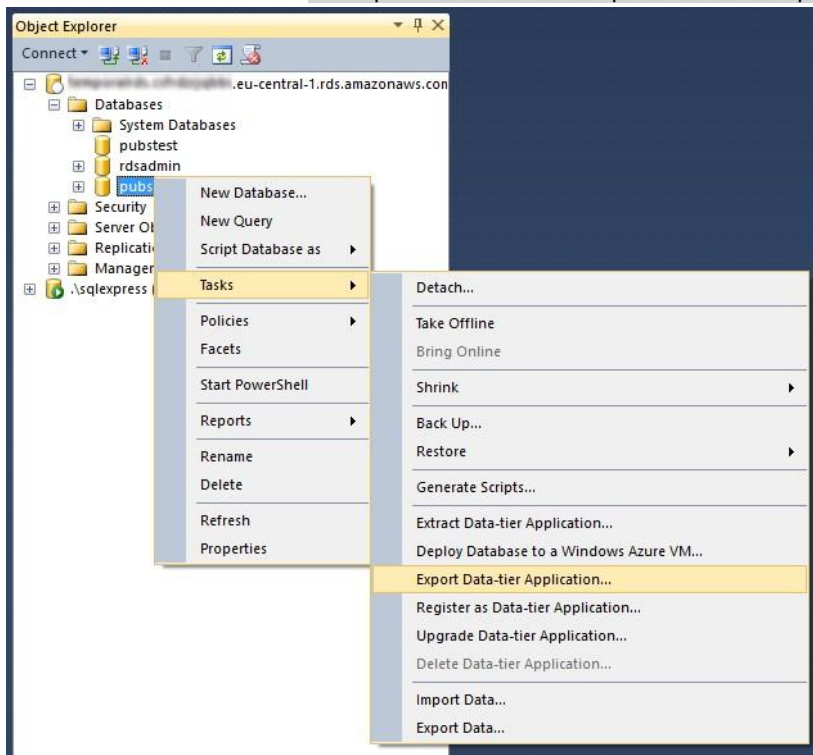 Object Explorer
Connect
.eu-central-1.rds.amazonaws.con
Databases
System Databases
pubstest
rdsadmin
pubs
Security
Server Ob
Replicati
Manager
.\sqlexpress (
New Database...
New Query
Script Database as
Tasks
Policies
Facets
Start PowerShell
Reports
Rename
Delete
Refresh
Properties
Detach...
Take Offline
Bring Online
Shrink
Back Up...
Restore
Generate Scripts...
Extract Data-tier Application...
Deploy Database to a Windows Azure VM...
Export Data-tier Application...
Register as Data-tier Application...
Upgrade Data-tier Application...
Delete Data-tier Application...
Import Data...
Export Data...